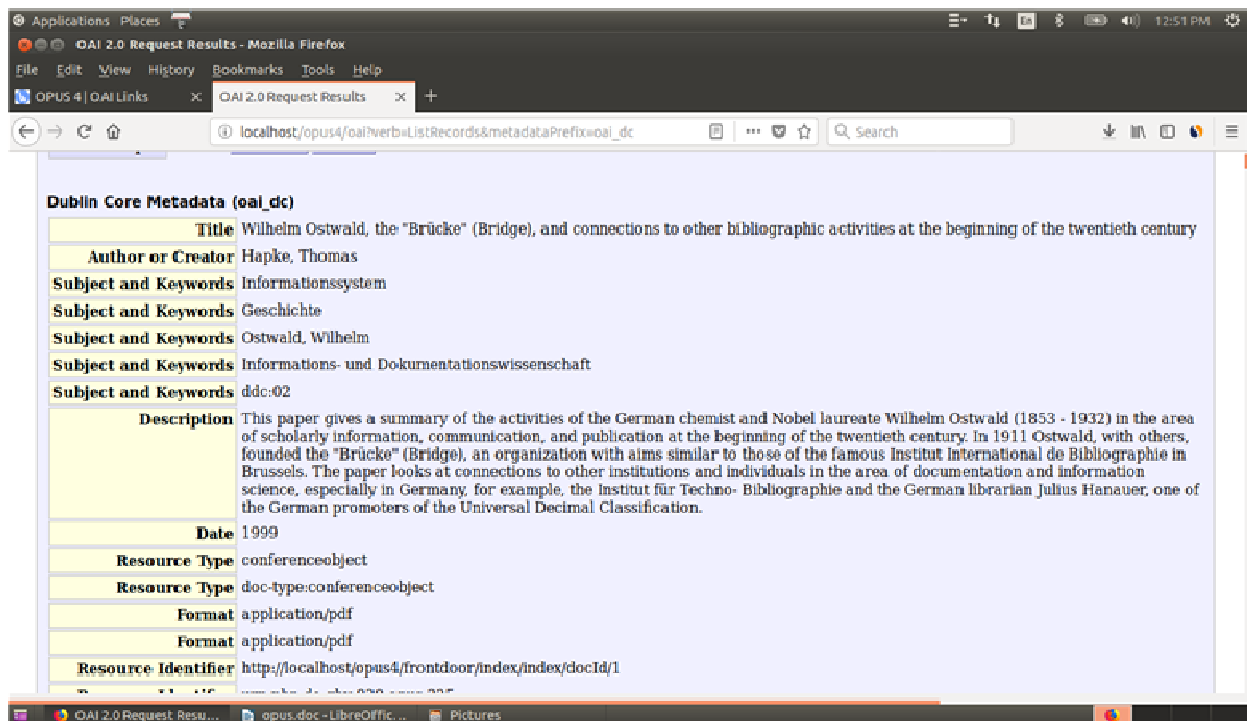 Applications Places En 12:51 PM
OAI 2.0 Request Results - Mozilla Firefox
File Edit View History Bookmarks Tools Help
OPUS 4 | OAI Links × OAI 2.0 Request Results × +
localhost/opus4/oai?verb=ListRecords&metadataPrefix=oai_dc Search
Dublin Core Metadata (oai_dc)
Title Wilhelm Ostwald, the "Brücke" (Bridge), and connections to other bibliographic activities at the beginning of the twentieth century
Author or Creator Hapke, Thomas
Subject and Keywords Informationssystem
Subject and Keywords Geschichte
Subject and Keywords Ostwald, Wilhelm
Subject and Keywords Informations- und Dokumentationswissenschaft
Subject and Keywords ddc:02
Description This paper gives a summary of the activities of the German chemist and Nobel laureate Wilhelm Ostwald (1853 - 1932) in the area
of scholarly information, communication, and publication at the beginning of the twentieth century. In 1911 Ostwald, with others,
founded the "Brücke" (Bridge), an organization with aims similar to those of the famous Institut International de Bibliographie in
Brussels. The paper looks at connections to other institutions and individuals in the area of documentation and information
science, especially in Germany, for example, the Institut für Techno- Bibliographie and the German librarian Julius Hanauer, one of
the German promoters of the Universal Decimal Classification.
Date 1999
Resource Type conferenceobject
Resource Type doc-type:conferenceobject
Format application/pdf
Format application/pdf
Resource Identifier http://localhost/opus4/frontdoor/index/index/docId/1
OAI 2.0 Request Resu... opus.doc - LibreOffic... Pictures